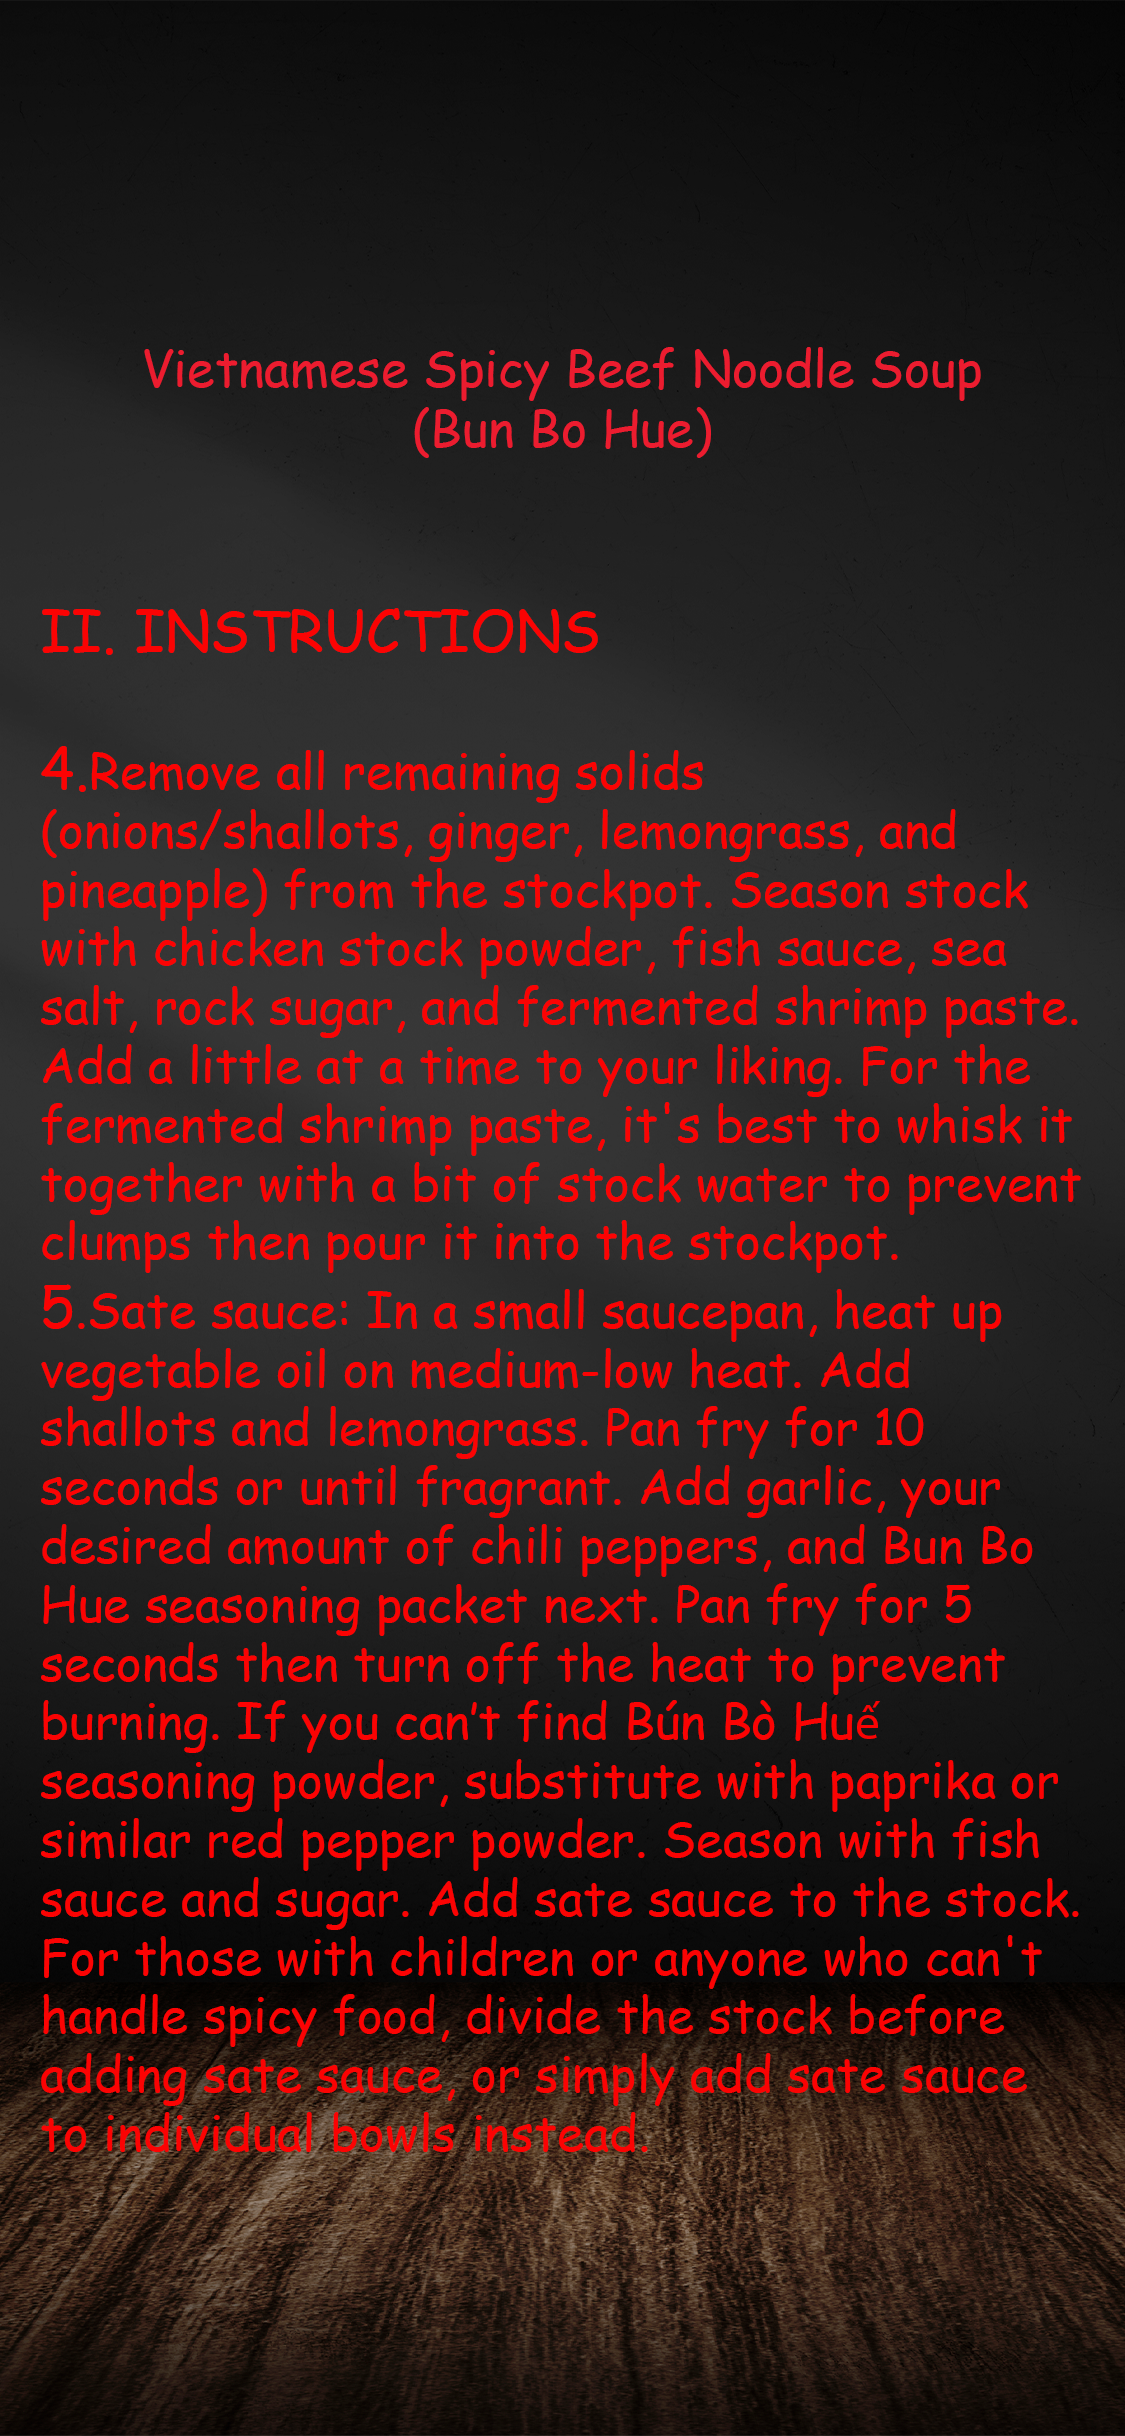 Vietnamese Spicy Beef Noodle Soup
(Bun Bo Hue)
II. INSTRUCTIONS
4.Remove all remaining solids
(onions/shallots, ginger, lemongrass, and
pineapple) from the stockpot. Season stock
with chicken stock powder, fish sauce, sea
salt, rock sugar, and fermented shrimp paste.
Add a little at a time to your liking. For the
fermented shrimp paste, it's best to whisk it
together with a bit of stock water to prevent
clumps then pour it into the stockpot.
5.Sate sauce: In a small saucepan, heat up
vegetable oil on medium-low heat. Add
shallots and lemongrass. Pan fry for 10
seconds or until fragrant. Add garlic, your
desired amount of chili peppers, and Bun Bo
Hue seasoning packet next. Pan fry for 5
seconds then turn off the heat to prevent
burning. If you can’t find Bún Bò Huế
seasoning powder, substitute with paprika or
similar red pepper powder. Season with fish
sauce and sugar. Add sate sauce to the stock.
For those with children or anyone who can't
handle spicy food, divide the stock before
adding sate sauce, or simply add sate sauce
to individual bowls instead.